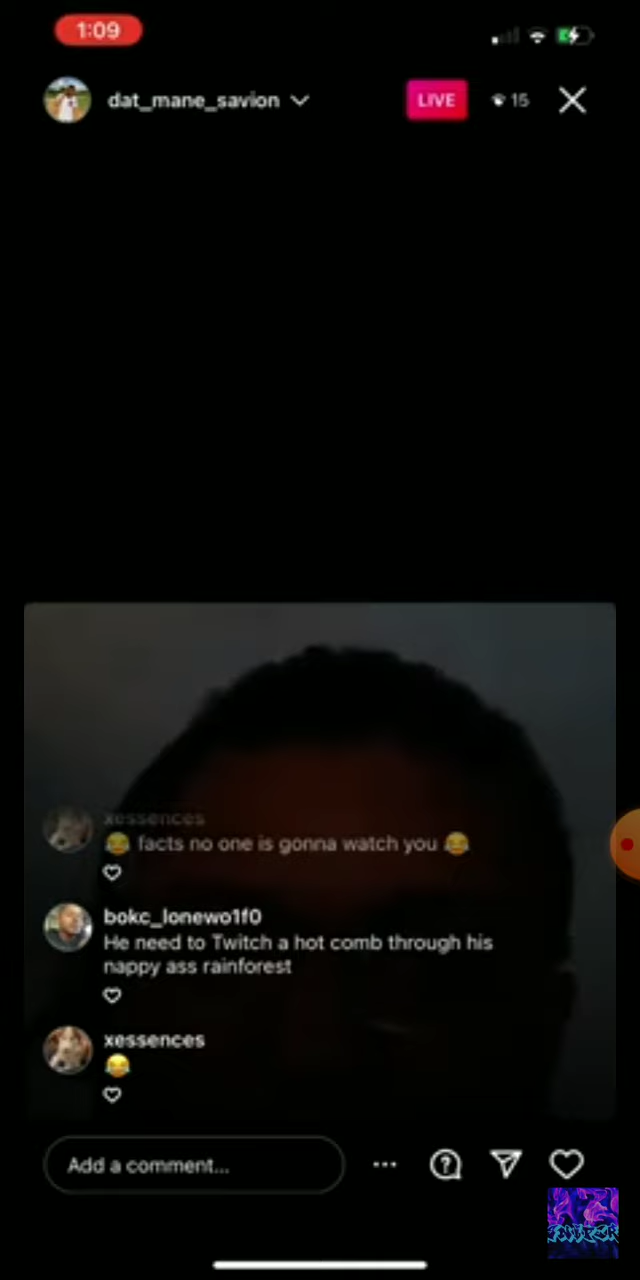 1:09
dat_mane_savion
LIVE
15
xessences
😂 facts no one is gonna watch you 😂
bokc_lonewo1f0
He need to Twitch a hot comb through his
nappy ass rainforest
xessences
😂
Add a comment...